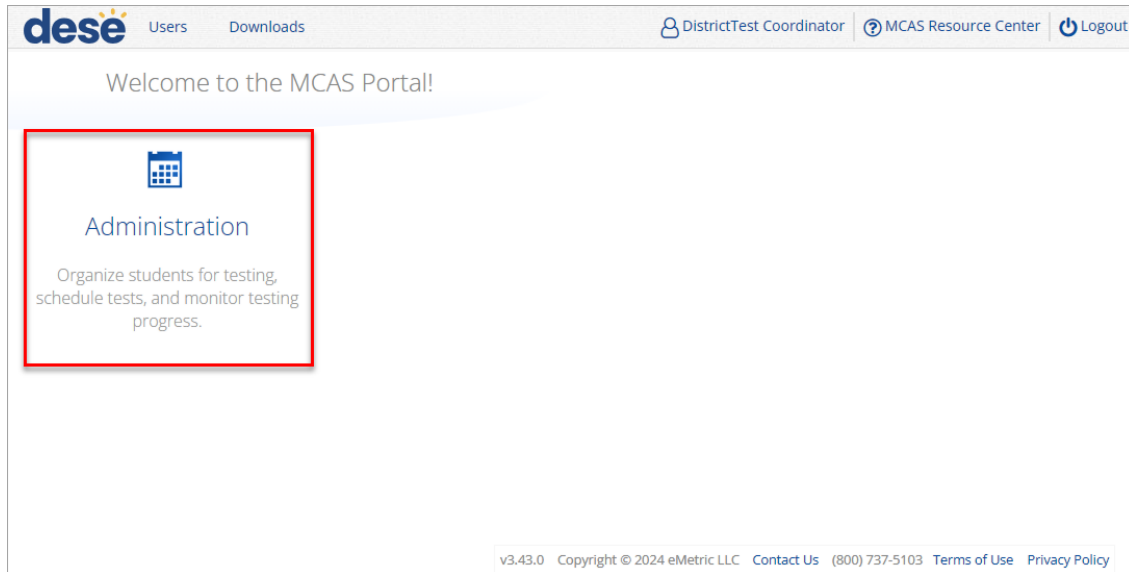 dese Users Downloads DistrictTest Coordinator MCAS Resource Center Logout
Welcome to the MCAS Portal!
Administration
Organize students for testing,
schedule tests, and monitor testing
progress.
v3.43.0 Copyright © 2024 eMetric LLC Contact Us (800) 737-5103 Terms of Use Privacy Policy